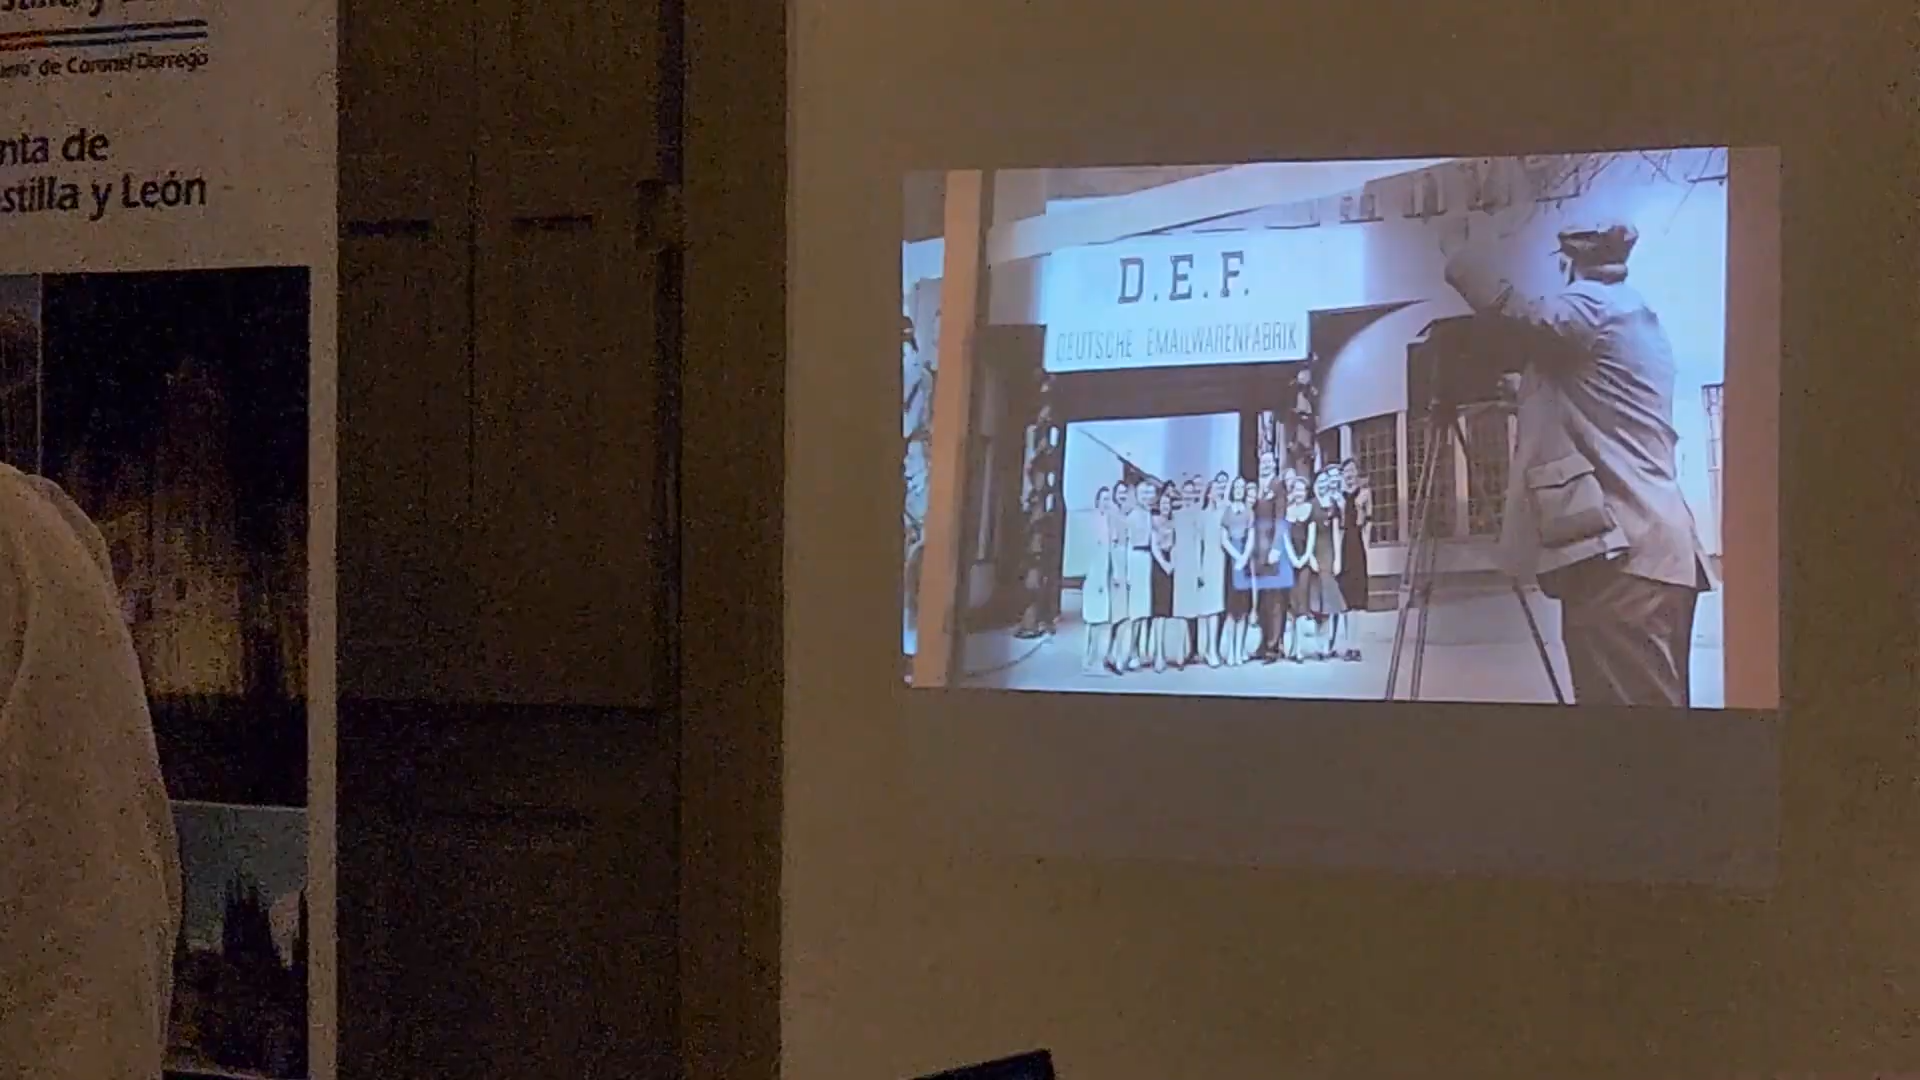 de Coronel Dorrego
nta de
stilla y León
D.E.F.
DEUTSCHE EMAILWARENFABRIK